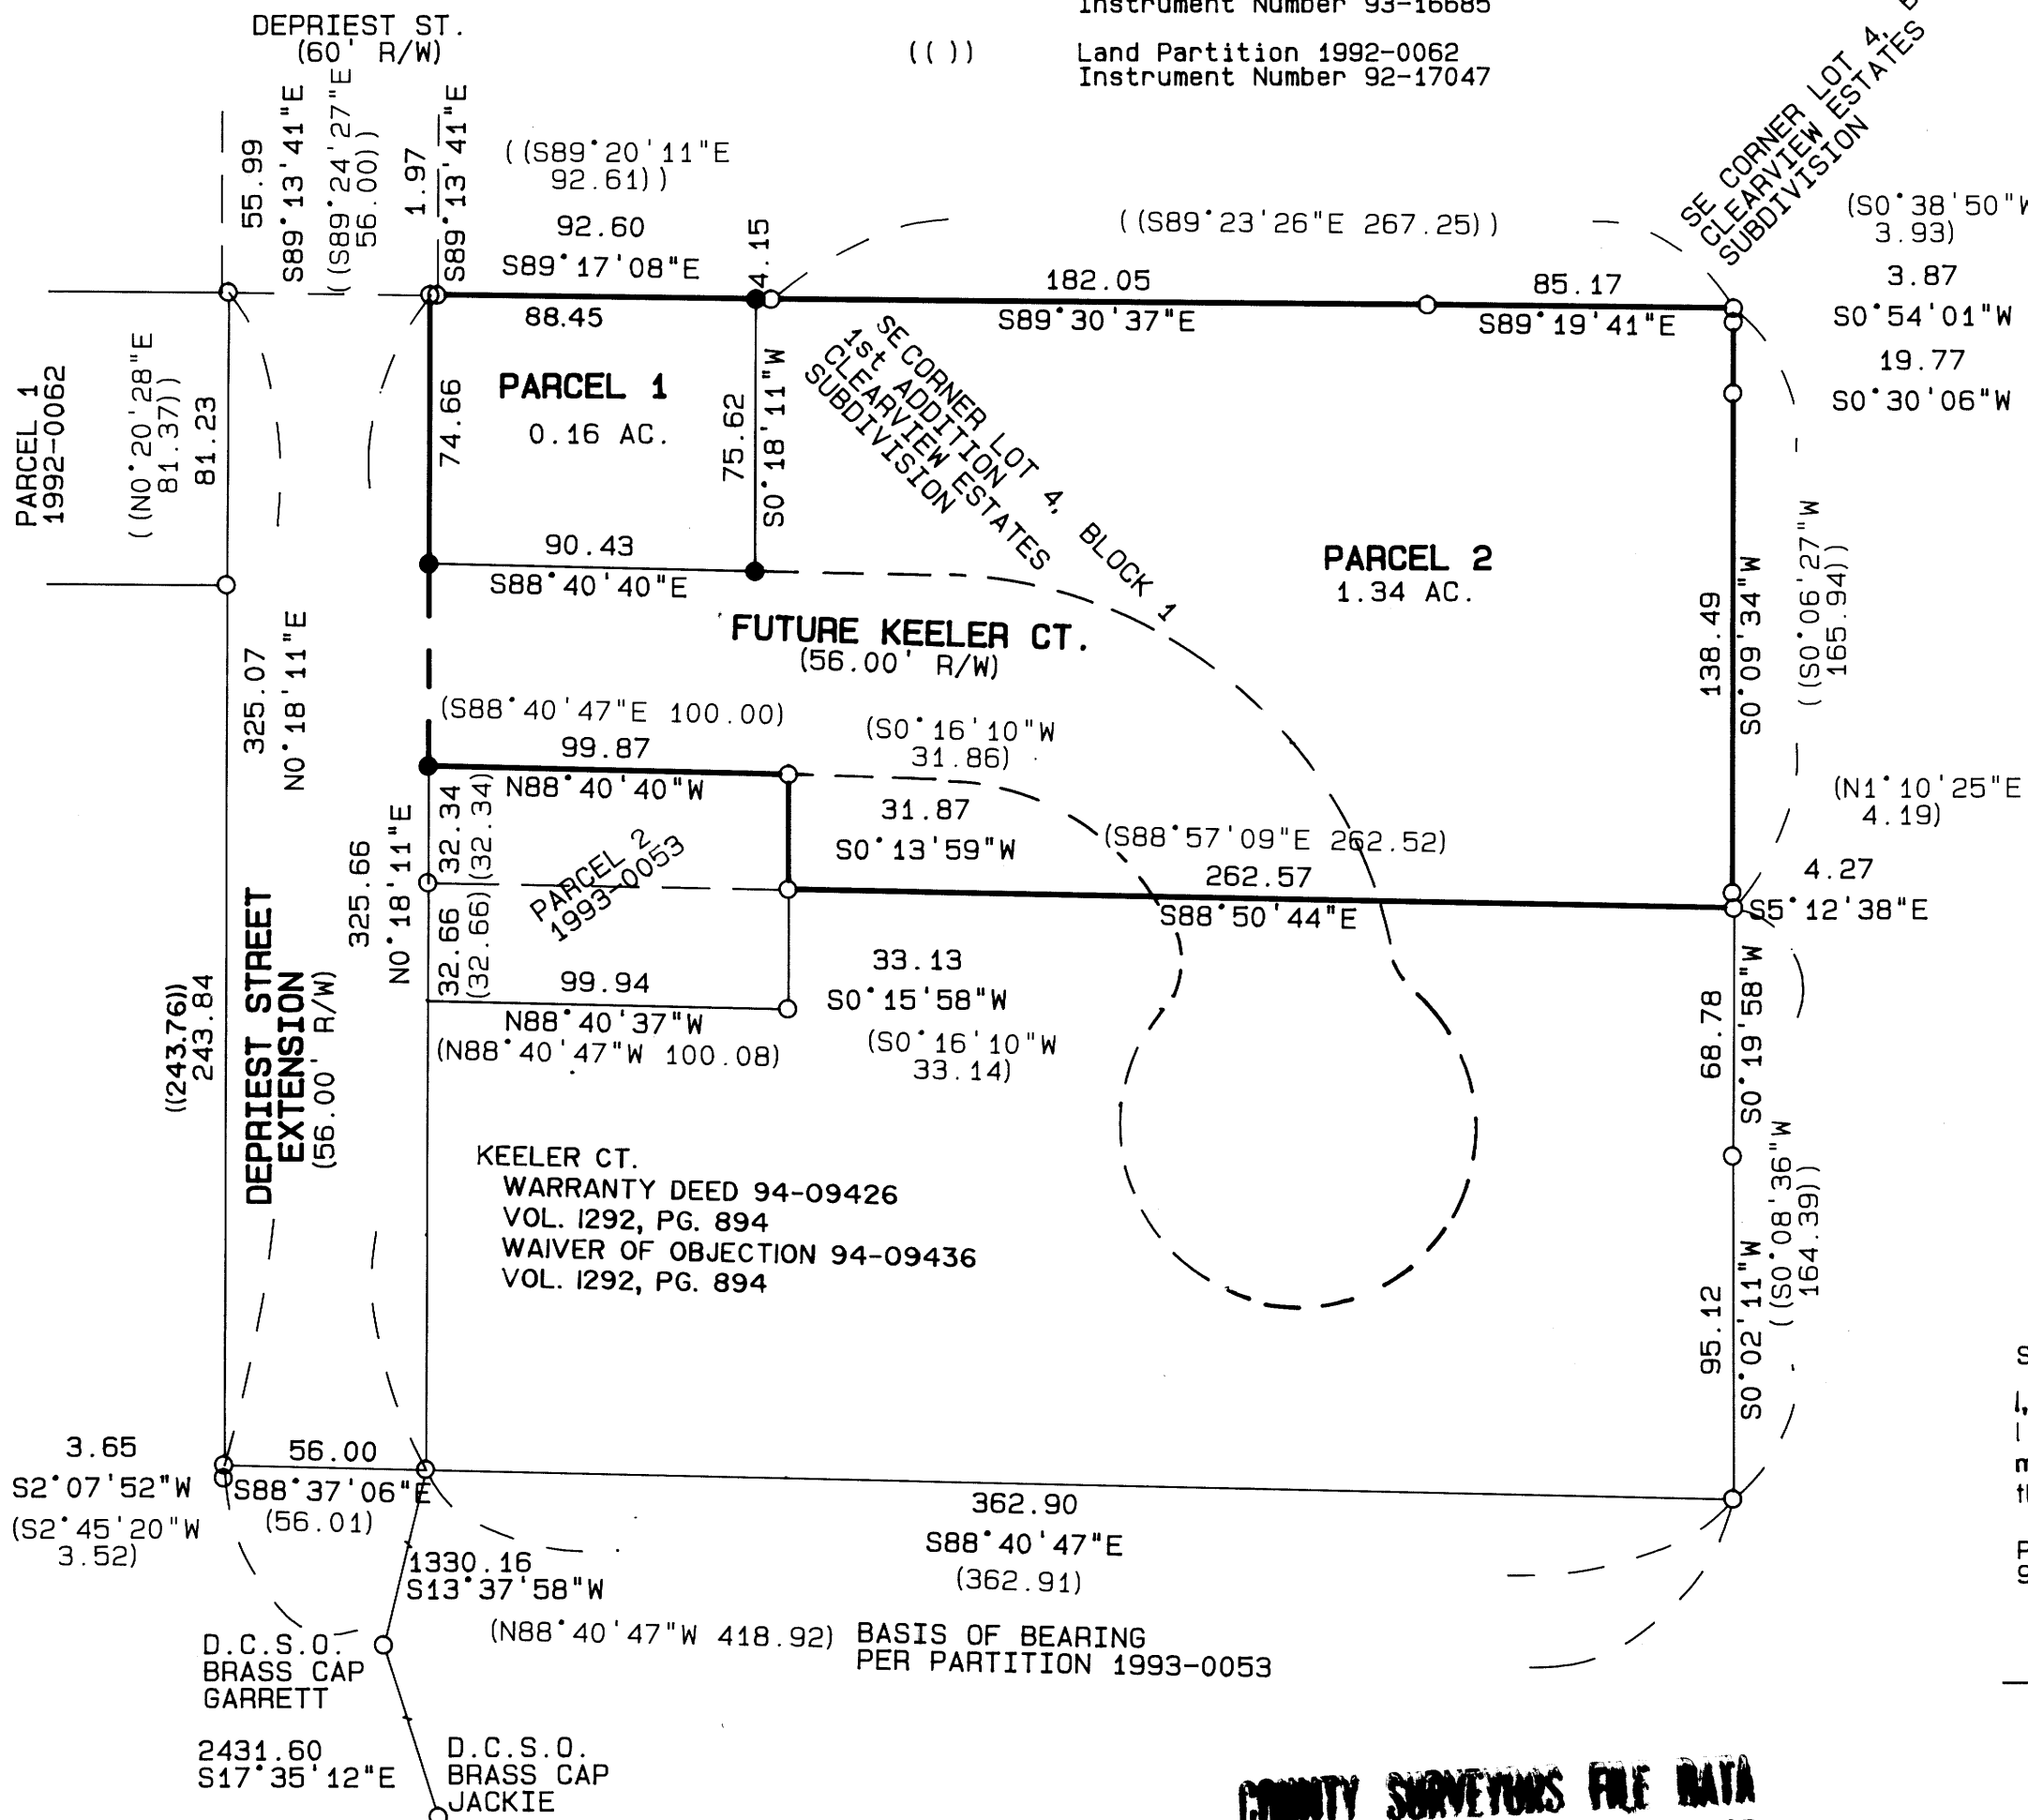 Instrument Number 93-16685
(( )) Land Partition 1992-0062
Instrument Number 92-17047
DEPRIEST ST.
(60' R/W)
55.99
S89°13'41"E
((S89°24'27"E
56.00))
1.97
S89°13'41"E
((S89°20'11"E
92.61))
92.60
S89°17'08"E
88.45
4.15
((S89°23'26"E 267.25))
182.05
S89°30'37"E
85.17
S89°19'41"E
SE CORNER LOT 4,
CLEARVIEW ESTATES
SUBDIVISION
(S0°38'50"W
3.93)
3.87
S0°54'01"W
19.77
S0°30'06"W
PARCEL 1
1992-0062
((N0°20'28"E
81.37))
81.23
74.66
PARCEL 1
0.16 AC.
75.62
S0°18'11"W
SE CORNER LOT 4, BLOCK 1
1st ADDITION
CLEARVIEW ESTATES
SUBDIVISION
90.43
S88°40'40"E
PARCEL 2
1.34 AC.
138.49
S0°09'34"W
((S0°06'27"W
165.94))
FUTURE KEELER CT.
(56.00' R/W)
325.07
N0°18'11"E
(S88°40'47"E 100.00)
99.87
N88°40'40"W
(S0°16'10"W
31.86)
31.87
S0°13'59"W
(S88°57'09"E 262.52)
262.57
S88°50'44"E
(N1°10'25"E
4.19)
4.27
S5°12'38"E
325.66
N0°18'11"E
32.34
(32.34)
PARCEL 2
1993-0053
32.66
(32.66)
99.94
N88°40'37"W
(N88°40'47"W 100.08)
33.13
S0°15'58"W
(S0°16'10"W
33.14)
68.78
S0°19'58"W
((S0°08'36"W
164.39))
95.12
S0°02'11"W
((243.76))
243.84
DEPRIEST STREET
EXTENSION
(56.00' R/W)
KEELER CT.
WARRANTY DEED 94-09426
VOL. 1292, PG. 894
WAIVER OF OBJECTION 94-09436
VOL. 1292, PG. 894
3.65
S2°07'52"W
(S2°45'20"W
3.52)
56.00
S88°37'06"E
(56.01)
362.90
S88°40'47"E
(362.91)
1330.16
S13°37'58"W
(N88°40'47"W 418.92) BASIS OF BEARING
PER PARTITION 1993-0053
D.C.S.O.
BRASS CAP
GARRETT
2431.60
S17°35'12"E
D.C.S.O.
BRASS CAP
JACKIE
COUNTY SURVEYORS FILE DATA